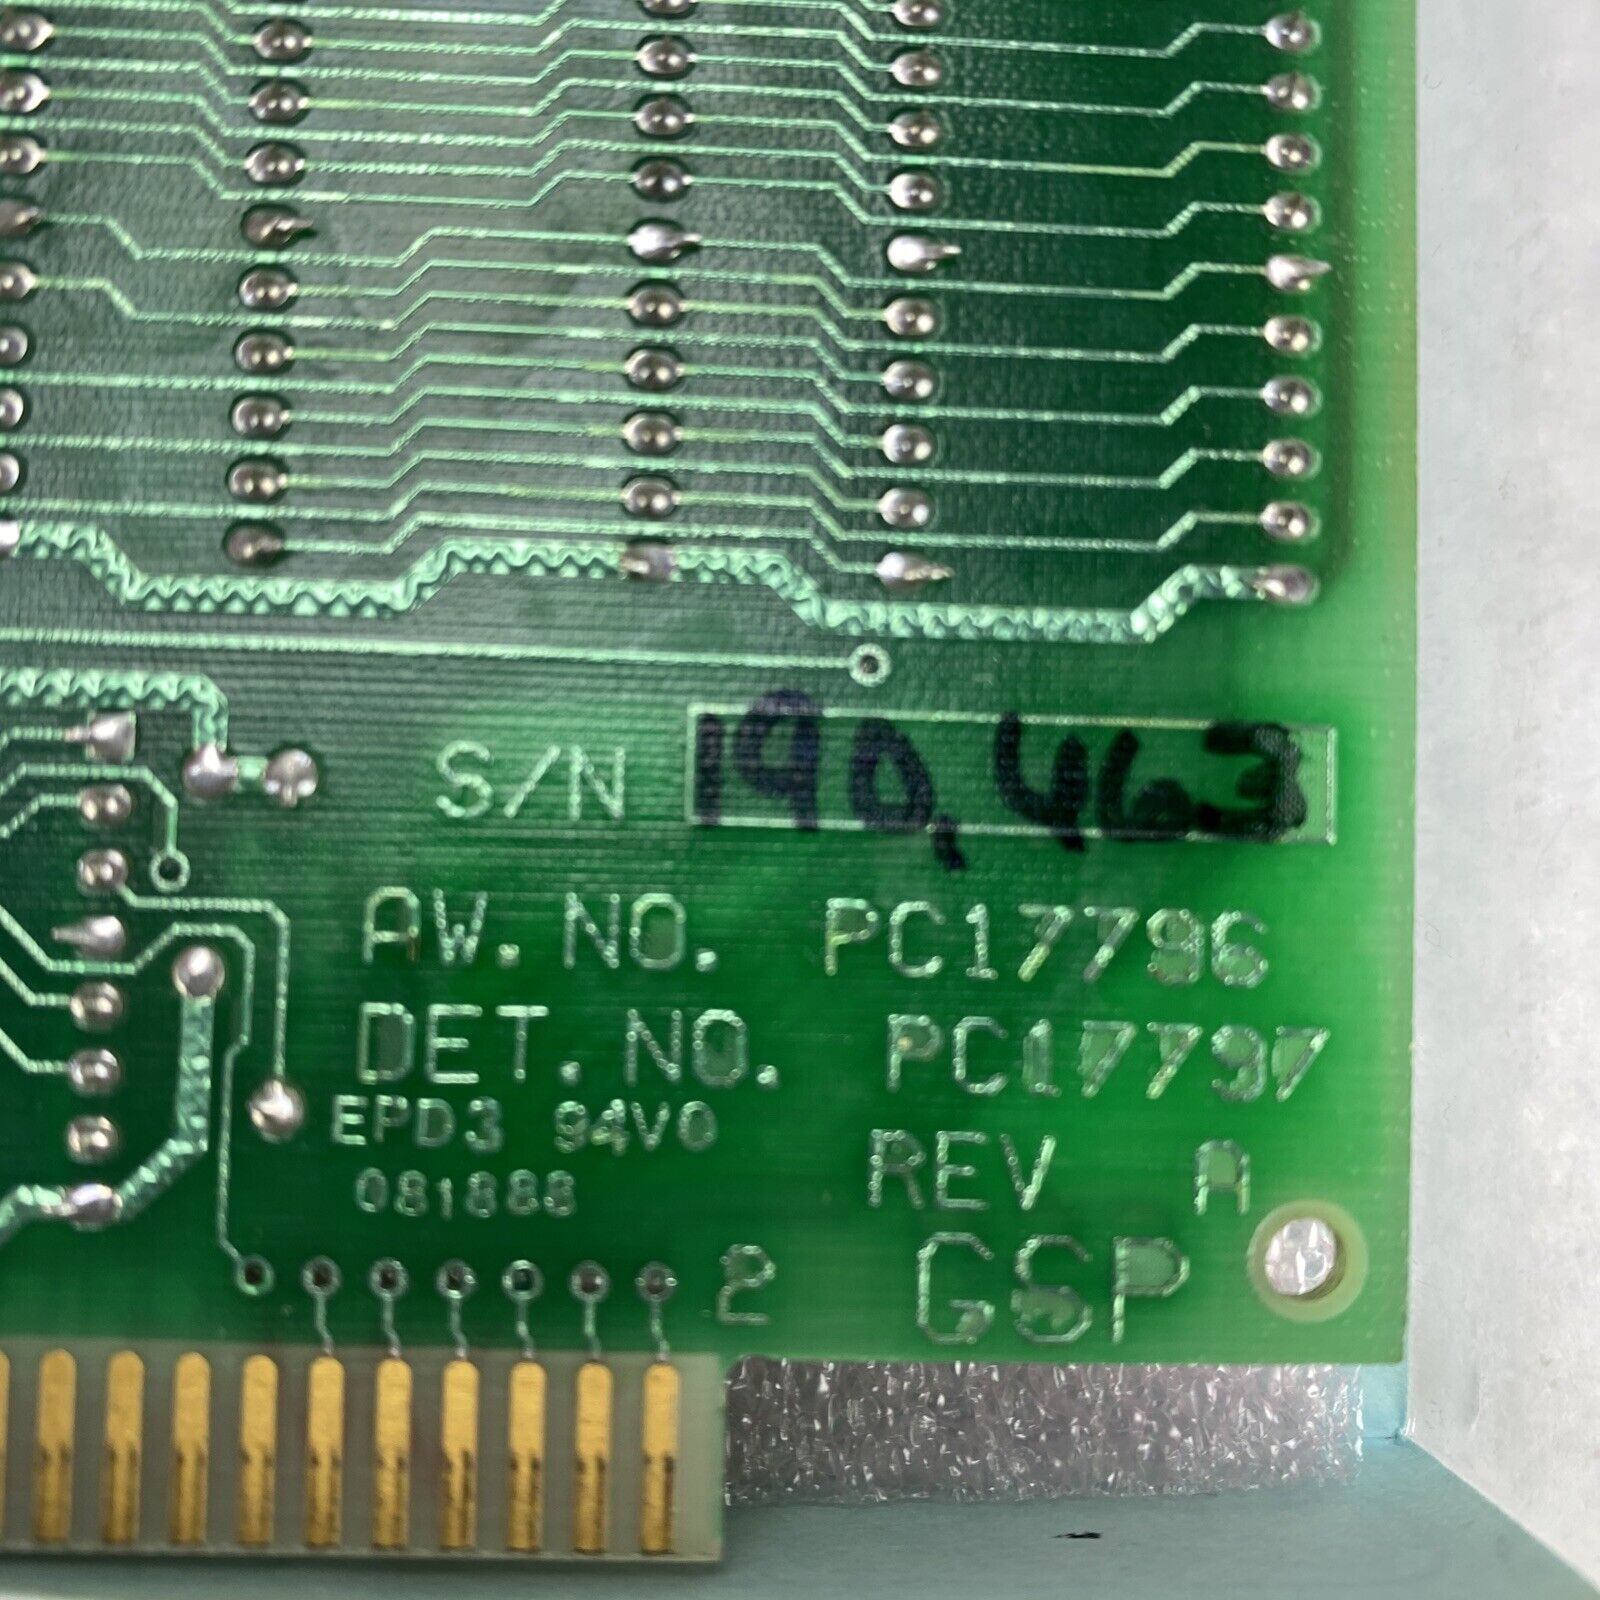 S/N 190,463
AW. NO. PC17796
DET. NO. PC17797
EPD3 94V0
REV A
081888
2 GSP